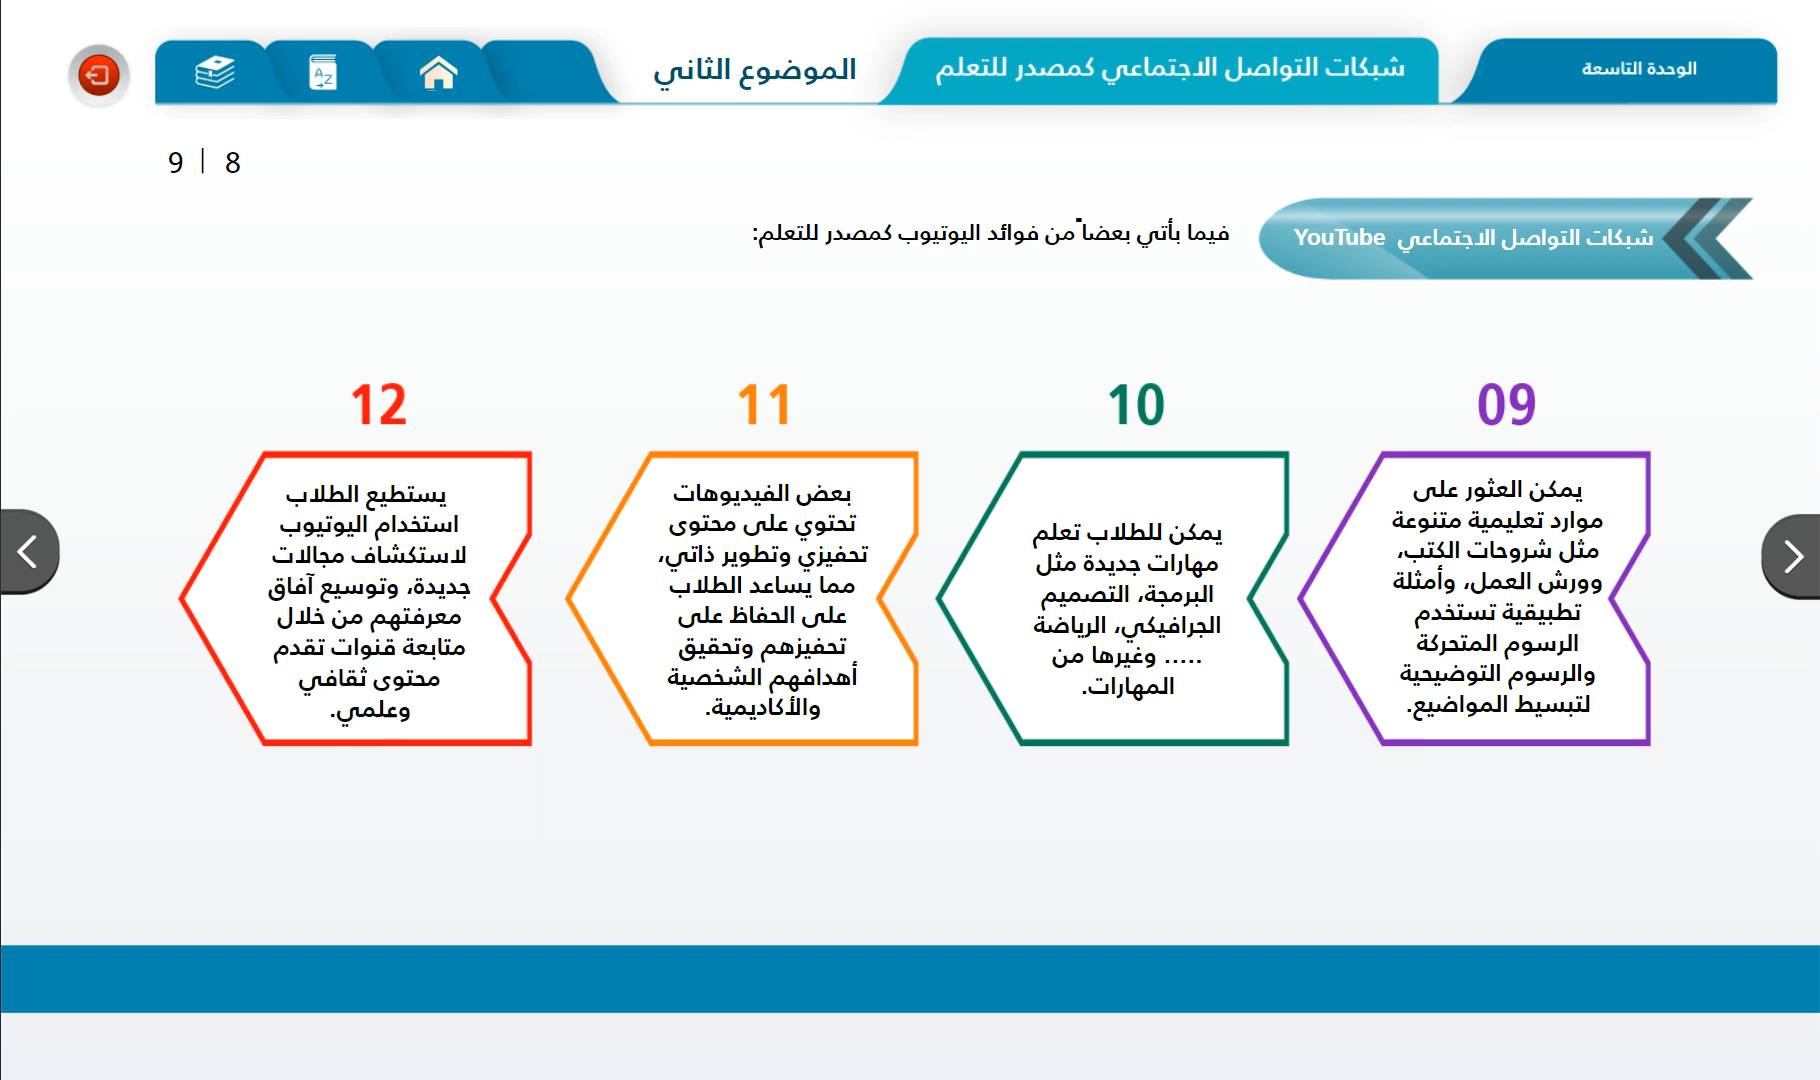 الوحدة التاسعة
شبكات التواصل الاجتماعي كمصدر للتعلم
الموضوع الثاني
8 | 9
شبكات التواصل الاجتماعي YouTube
فيما بأتي بعضاً من فوائد اليوتيوب كمصدر للتعلم:
09
يمكن العثور على
موارد تعليمية متنوعة
مثل شروحات الكتب،
وورش العمل، وأمثلة
تطبيقية تستخدم
الرسوم المتحركة
والرسوم التوضيحية
لتبسيط المواضيع.
10
يمكن للطلاب تعلم
مهارات جديدة مثل
البرمجة، التصميم
الجرافيكي، الرياضة
..... وغيرها من
المهارات.
11
بعض الفيديوهات
تحتوي على محتوى
تحفيزي وتطوير ذاتي،
مما يساعد الطلاب
على الحفاظ على
تحفيزهم وتحقيق
أهدافهم الشخصية
والأكاديمية.
12
يستطيع الطلاب
استخدام اليوتيوب
لاستكشاف مجالات
جديدة، وتوسيع آفاق
معرفتهم من خلال
متابعة قنوات تقدم
محتوى ثقافي
وعلمي.
AZ